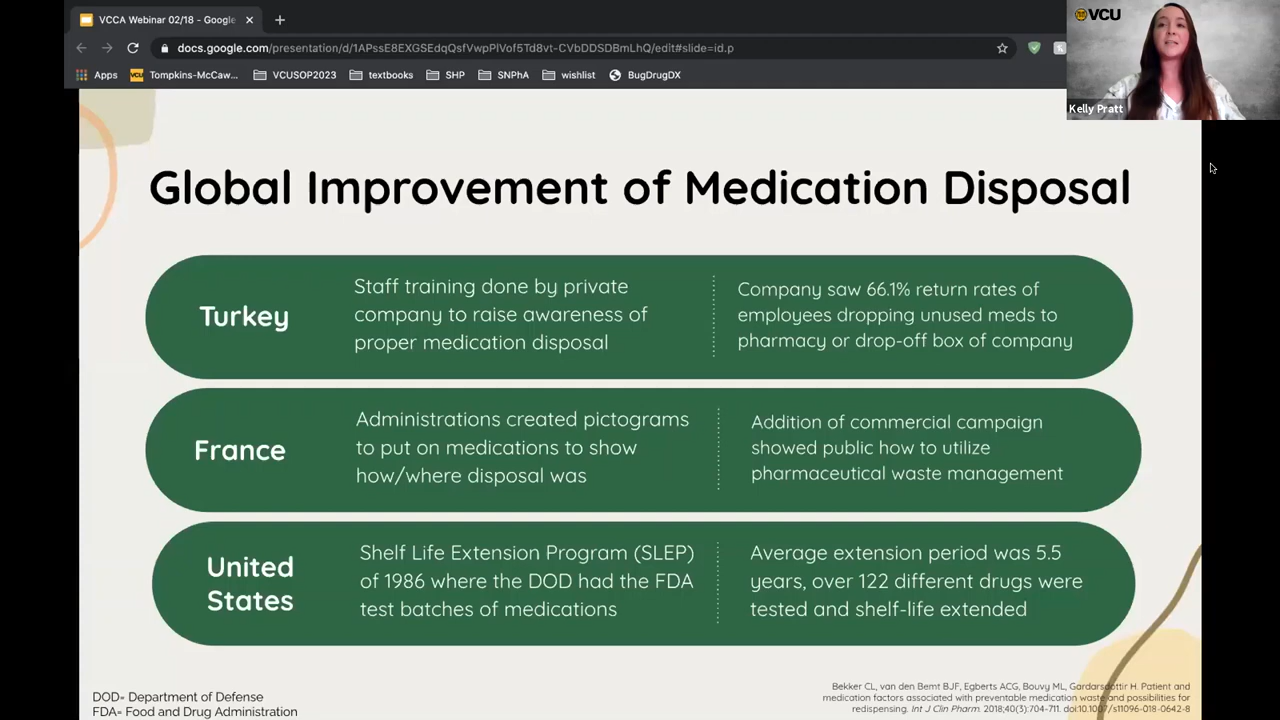 VCCA Webinar 02/18 - Google
docs.google.com/presentation/d/1APssE8EXGSEdqQsfVwpPlVof5Td8vt-CVbDDSDBmLhQ/edit#slide=id.p
Apps Tompkins-McCaw... VCUSOP2023 textbooks SHP SNPhA wishlist BugDrugDX
VCU
Kelly Pratt
Global Improvement of Medication Disposal
Turkey
Staff training done by private
company to raise awareness of
proper medication disposal
Company saw 66.1% return rates of
employees dropping unused meds to
pharmacy or drop-off box of company
France
Administrations created pictograms
to put on medications to show
how/where disposal was
Addition of commercial campaign
showed public how to utilize
pharmaceutical waste management
United
States
Shelf Life Extension Program (SLEP)
of 1986 where the DOD had the FDA
test batches of medications
Average extension period was 5.5
years, over 122 different drugs were
tested and shelf-life extended
DOD= Department of Defense
FDA= Food and Drug Administration
Bekker CL, van den Bemt BJF, Egberts ACG, Bouvy ML, Gardarsdottir H. Patient and
medication factors associated with preventable medication waste and possibilities for
redispensing. Int J Clin Pharm. 2018;40(3):704-711. doi:10.1007/s11096-018-0642-8